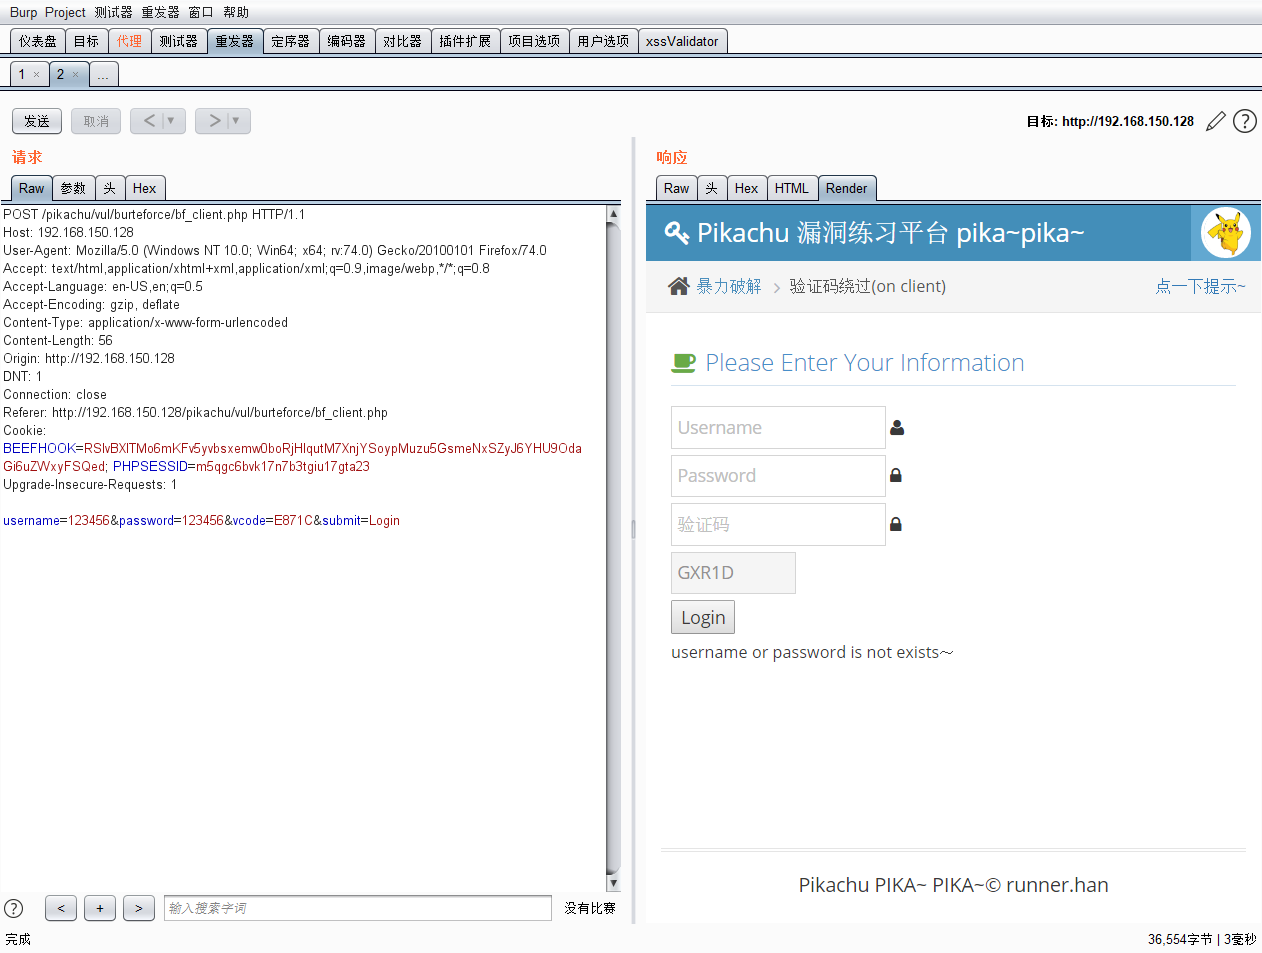 Burp Project 测试器 重发器 窗口 帮助
仪表盘 目标 代理 测试器 重发器 定序器 编码器 对比器 插件扩展 项目选项 用户选项 xssValidator
1 × 2 × ...
发送 取消 < ▼ > ▼ 目标: http://192.168.150.128 ?
请求
Raw 参数 头 Hex
POST /pikachu/vul/burteforce/bf_client.php HTTP/1.1
Host: 192.168.150.128
User-Agent: Mozilla/5.0 (Windows NT 10.0; Win64; x64; rv:74.0) Gecko/20100101 Firefox/74.0
Accept: text/html,application/xhtml+xml,application/xml;q=0.9,image/webp,*/*;q=0.8
Accept-Language: en-US,en;q=0.5
Accept-Encoding: gzip, deflate
Content-Type: application/x-www-form-urlencoded
Content-Length: 56
Origin: http://192.168.150.128
DNT: 1
Connection: close
Referer: http://192.168.150.128/pikachu/vul/burteforce/bf_client.php
Cookie:
BEEFHOOK=RSlvBXlTMo6mKFv5yvbsxemw0boRjHlqutM7XnjYSoypMuzu5GsmeNxSZyJ6YHU9Oda
Gi6uZWxyFSQed; PHPSESSID=m5qgc6bvk17n7b3tgiu17gta23
Upgrade-Insecure-Requests: 1
username=123456&password=123456&vcode=E871C&submit=Login
? < + > 输入搜索字词 没有比赛
响应
Raw 头 Hex HTML Render
Pikachu 漏洞练习平台 pika~pika~
暴力破解 > 验证码绕过(on client) 点一下提示~
Please Enter Your Information
Username
Password
验证码
GXR1D
Login
username or password is not exists～
Pikachu PIKA~ PIKA~© runner.han
完成 36,554字节 | 3毫秒